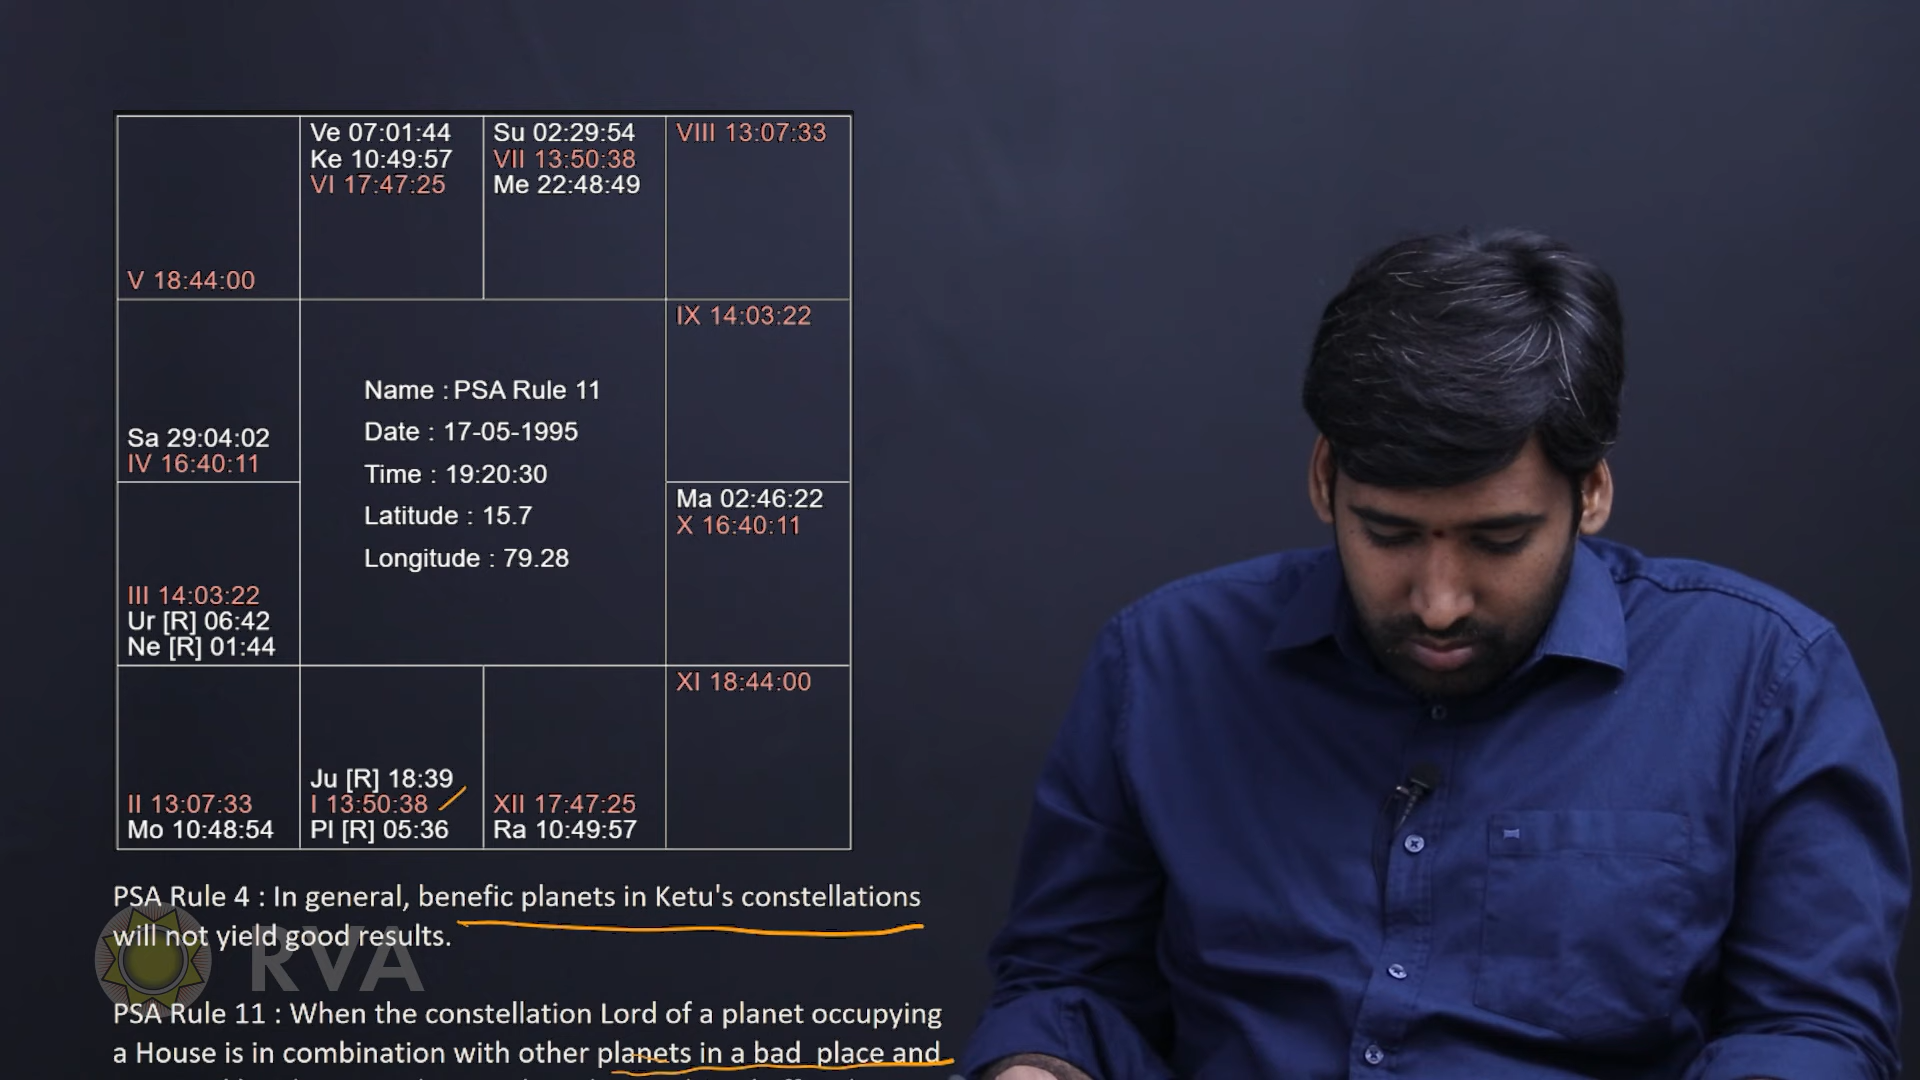 Ve 07:01:44
Ke 10:49:57
VI 17:47:25
Su 02:29:54
VII 13:50:38
Me 22:48:49
VIII 13:07:33
V 18:44:00
IX 14:03:22
Sa 29:04:02
IV 16:40:11
Name : PSA Rule 11
Date : 17-05-1995
Time : 19:20:30
Latitude : 15.7
Longitude : 79.28
Ma 02:46:22
X 16:40:11
III 14:03:22
Ur [R] 06:42
Ne [R] 01:44
XI 18:44:00
II 13:07:33
Mo 10:48:54
Ju [R] 18:39
I 13:50:38
Pl [R] 05:36
XII 17:47:25
Ra 10:49:57
PSA Rule 4 : In general, benefic planets in Ketu's constellations
will not yield good results.
RVA
PSA Rule 11 : When the constellation Lord of a planet occupying
a House is in combination with other planets in a bad place and